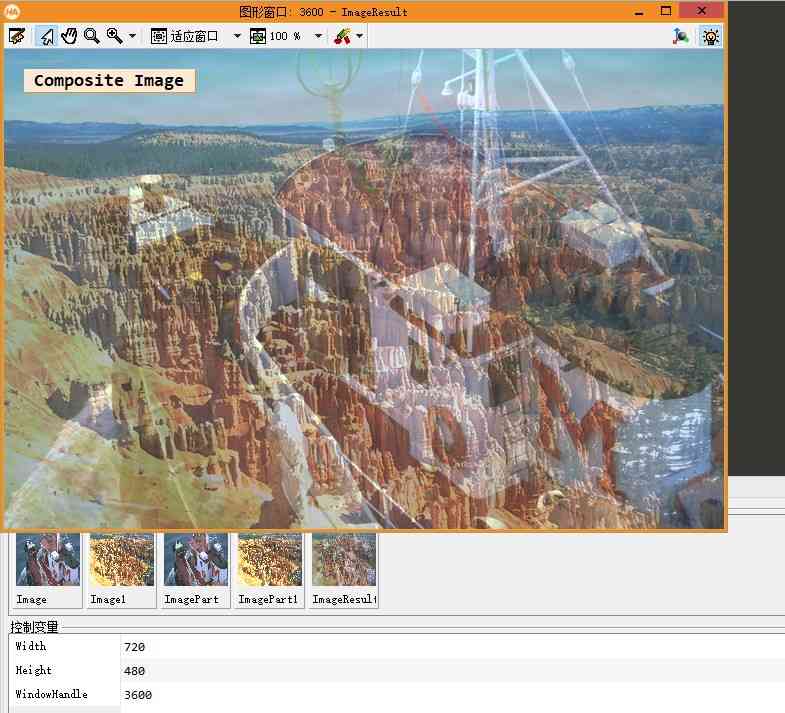 图形窗口: 3600 - ImageResult
适应窗口
100 %
Composite Image
Image
Image1
ImagePart
ImagePart1
ImageResult
控制变量
Width 720
Height 480
WindowHandle 3600